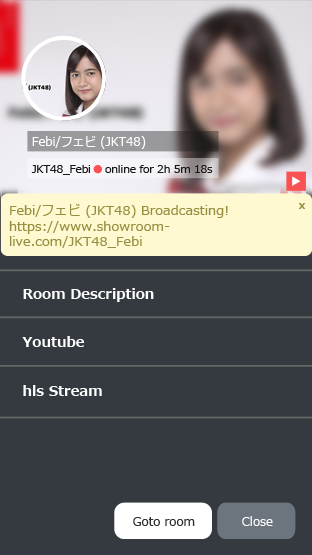 (JKT48)
Febi/フェビ (JKT48)
JKT48_Febi online for 2h 5m 18s
Febi/フェビ (JKT48) Broadcasting! x
https://www.showroom-
live.com/JKT48_Febi
Room Description
Youtube
hls Stream
Goto room Close